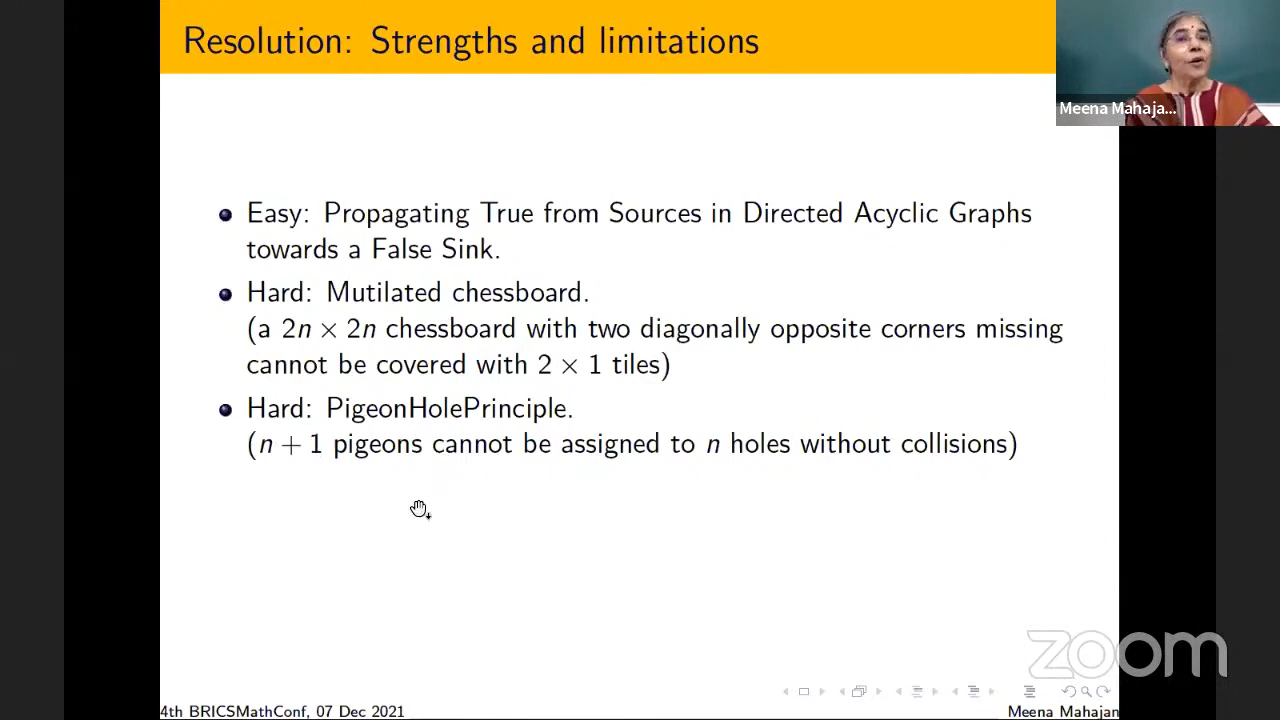 Resolution: Strengths and limitations
Meena Mahaja...
Easy: Propagating True from Sources in Directed Acyclic Graphs
towards a False Sink.
Hard: Mutilated chessboard.
(a 2n × 2n chessboard with two diagonally opposite corners missing
cannot be covered with 2 × 1 tiles)
Hard: PigeonHolePrinciple.
(n + 1 pigeons cannot be assigned to n holes without collisions)
zoom
4th BRICSMathConf, 07 Dec 2021
Meena Mahajan